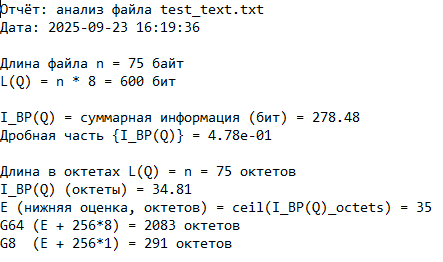 Отчёт: анализ файла test_text.txt
Дата: 2025-09-23 16:19:36
Длина файла n = 75 байт
L(Q) = n * 8 = 600 бит
I_BP(Q) = суммарная информация (бит) = 278.48
Дробная часть {I_BP(Q)} = 4.78e-01
Длина в октетах L(Q) = n = 75 октетов
I_BP(Q) (октеты) = 34.81
E (нижняя оценка, октетов) = ceil(I_BP(Q)_octets) = 35
G64 (E + 256*8) = 2083 октетов
G8  (E + 256*1) = 291 октетов